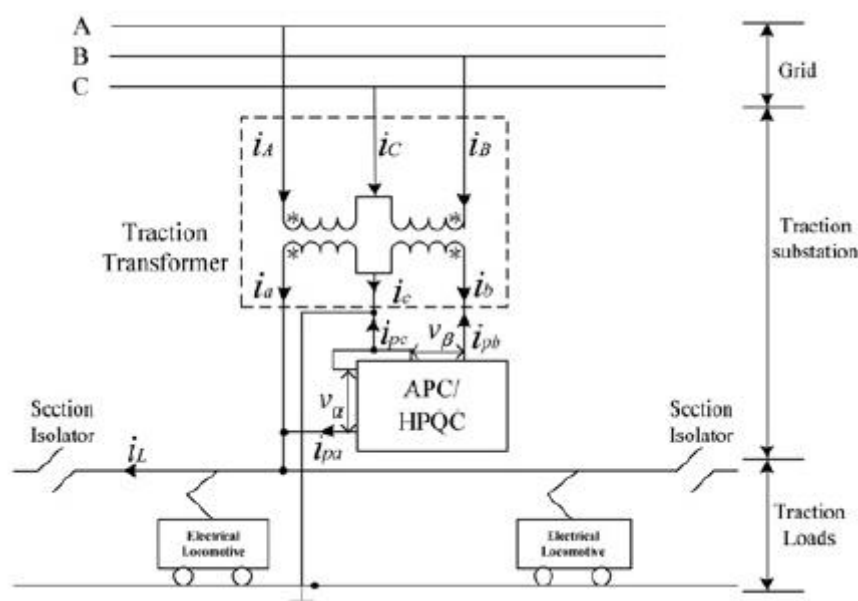 A
B
Grid
C
iA
iC
iB
*
*
Traction
Transformer
*
*
Traction
substation
ia
ic
ib
ipc
vβ
ipb
APC/
HPQC
vα
Section
Isolator
Section
Isolator
iL
ipa
Electrical
Locomotive
Electrical
Locomotive
Traction
Loads